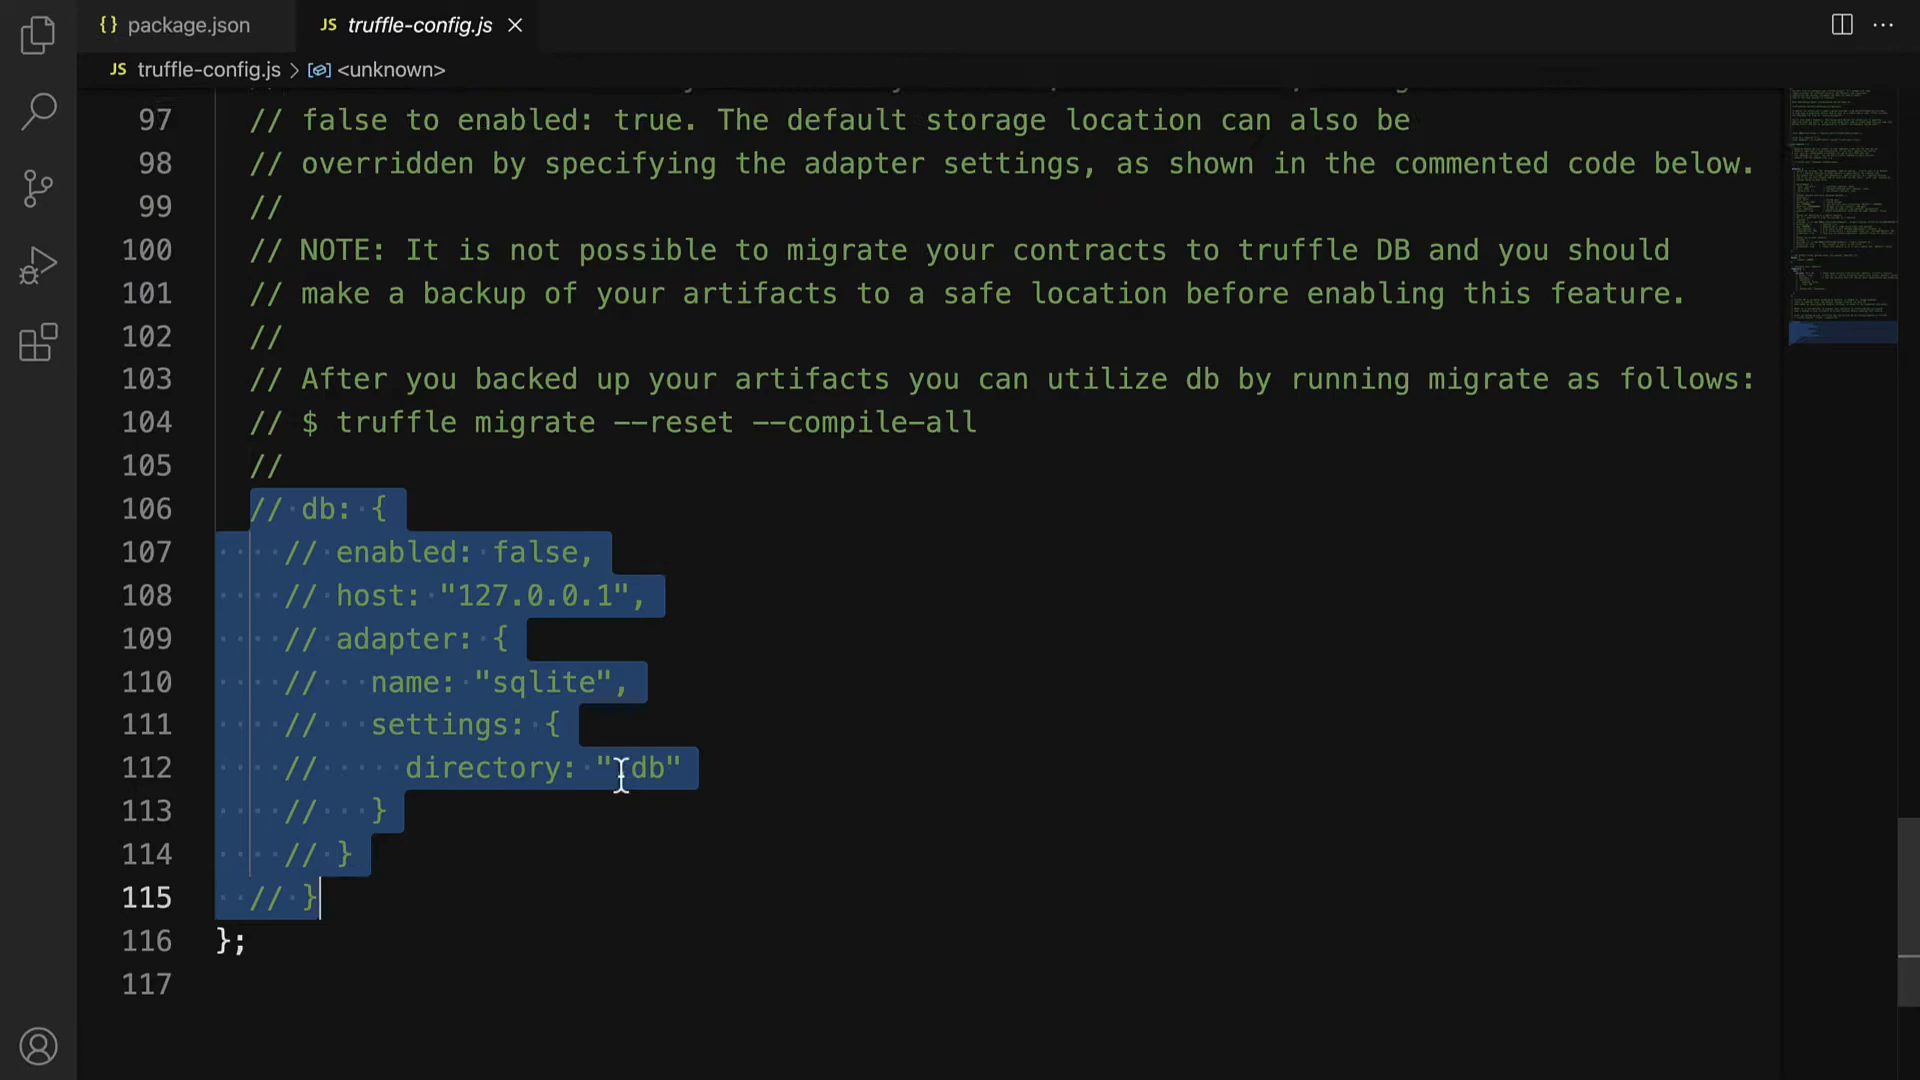 {} package.json
JS truffle-config.js
JS truffle-config.js > <unknown>
97 // false to enabled: true. The default storage location can also be
98 // overridden by specifying the adapter settings, as shown in the commented code below.
99 //
100 // NOTE: It is not possible to migrate your contracts to truffle DB and you should
101 // make a backup of your artifacts to a safe location before enabling this feature.
102 //
103 // After you backed up your artifacts you can utilize db by running migrate as follows:
104 // $ truffle migrate --reset --compile-all
105 //
106 // db: {
107 // enabled: false,
108 // host: "127.0.0.1",
109 // adapter: {
110 //   name: "sqlite",
111 //   settings: {
112 //     directory: ".db"
113 //   }
114 // }
115 // }
116 };
117